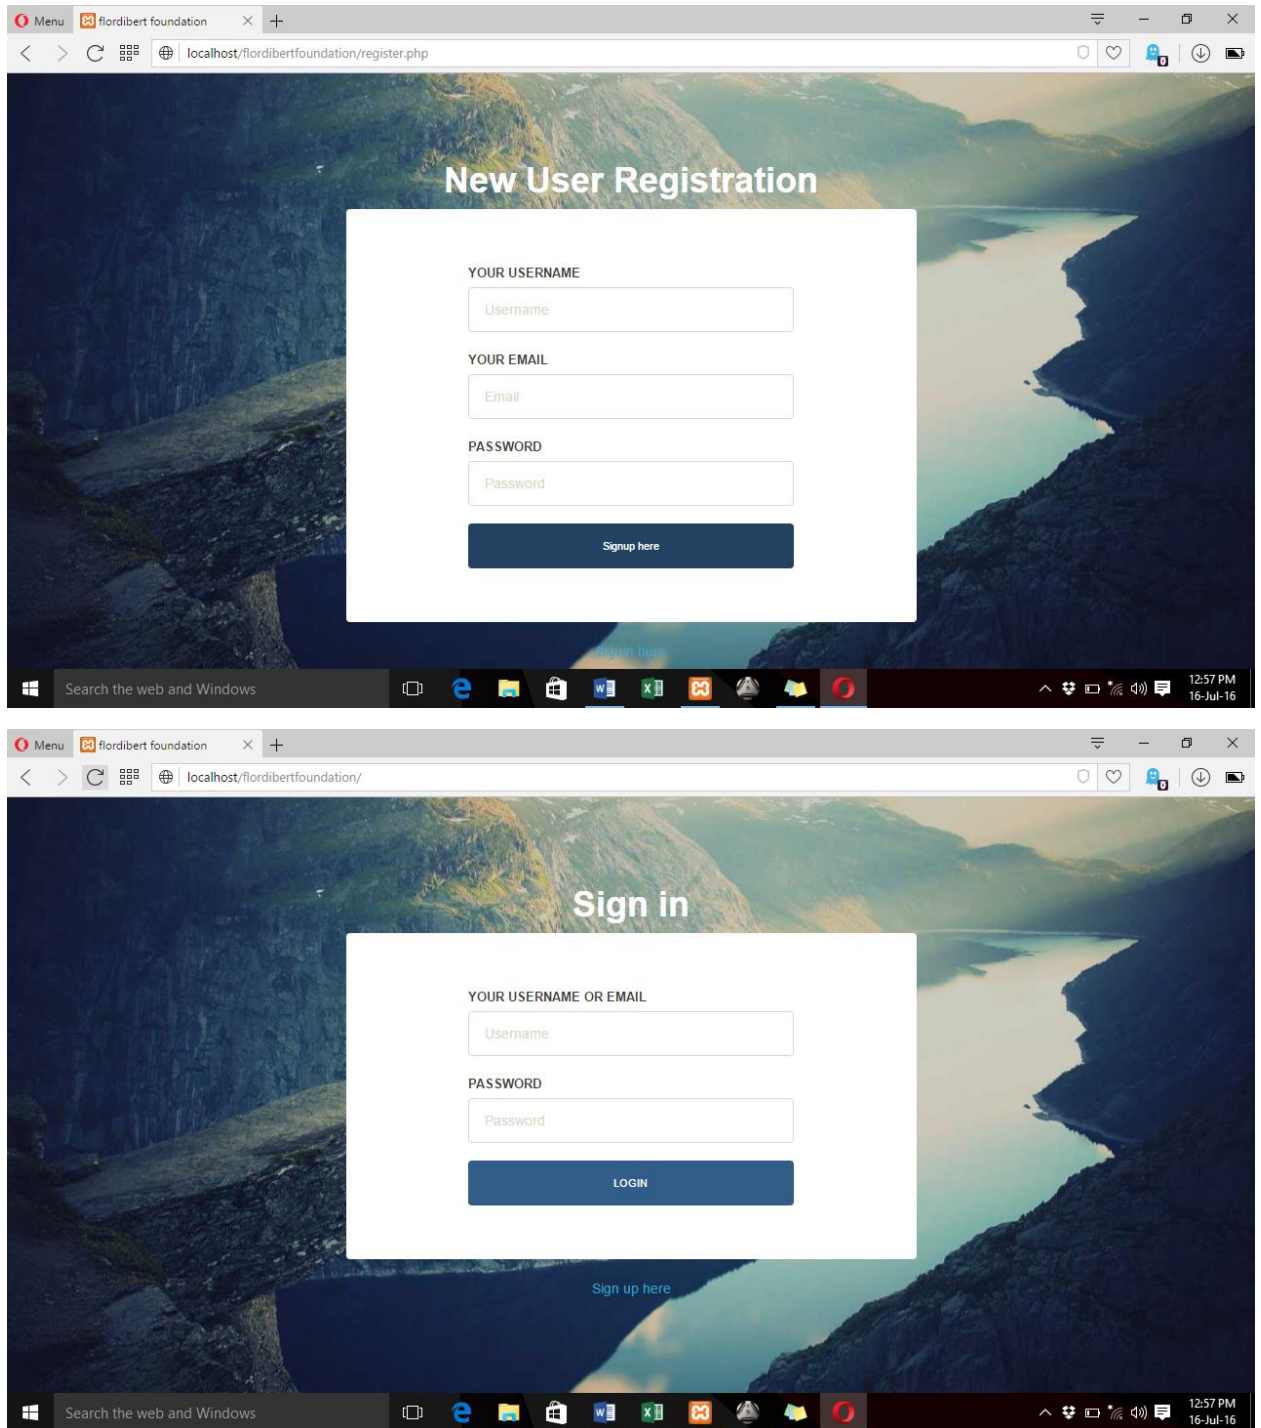 Menu flordibert foundation
localhost/flordibertfoundation/register.php
New User Registration
YOUR USERNAME
Username
YOUR EMAIL
Email
PASSWORD
Password
Signup here
Signin here
Search the web and Windows
12:57 PM
16-Jul-16
Menu flordibert foundation
localhost/flordibertfoundation/
Sign in
YOUR USERNAME OR EMAIL
Username
PASSWORD
Password
LOGIN
Sign up here
Search the web and Windows
12:57 PM
16-Jul-16